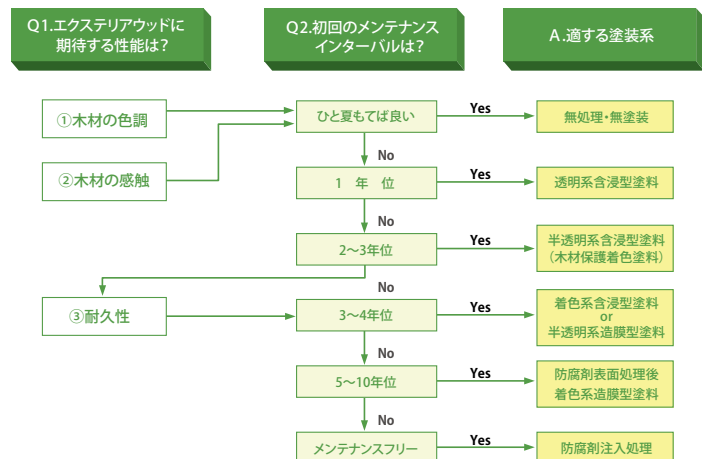 Q1.エクステリアウッドに
期待する性能は？
Q2.初回のメンテナンス
インターバルは？
A.適する塗装系
①木材の色調
ひと夏もてば良い
Yes
無処理・無塗装
No
②木材の感触
1 年 位
Yes
透明系含浸型塗料
No
2〜3年位
Yes
半透明系含浸型塗料
（木材保護着色塗料）
No
③耐久性
3〜4年位
Yes
着色系含浸型塗料
or
半透明系造膜型塗料
No
5〜10年位
Yes
防腐剤表面処理後
着色系造膜型塗料
No
メンテナンスフリー
Yes
防腐剤注入処理